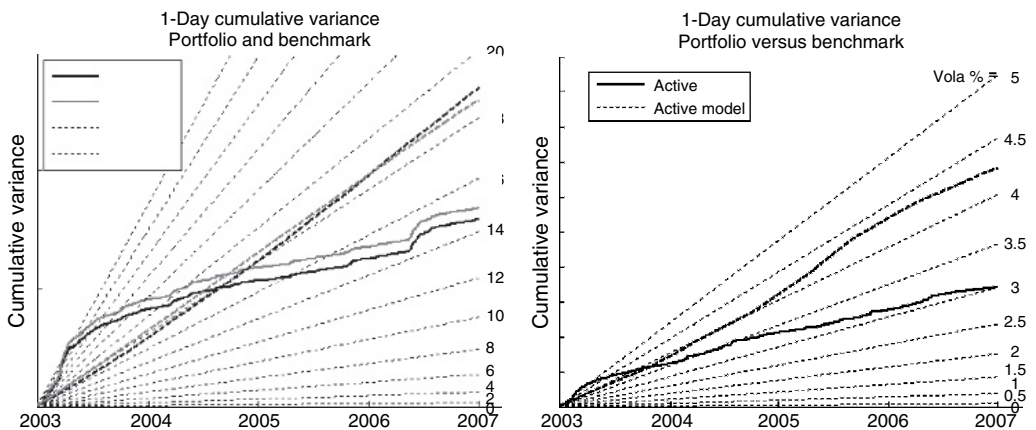 1-Day cumulative variance
Portfolio and benchmark
Cumulative variance
20
8
6
14
12
10
8
6
4
2
0
2003 2004 2005 2006 2007
1-Day cumulative variance
Portfolio versus benchmark
Active
Active model
Vola % =
Cumulative variance
5
4.5
4
3.5
3
2.5
2
1.5
1
0.5
0
2003 2004 2005 2006 2007